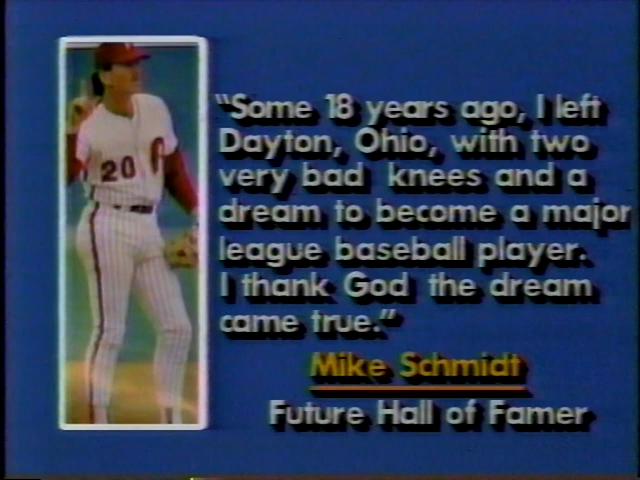 "Some 18 years ago, I left
Dayton, Ohio, with two
very bad knees and a
dream to become a major
league baseball player.
I thank God the dream
came true."
Mike Schmidt
Future Hall of Famer
20
P